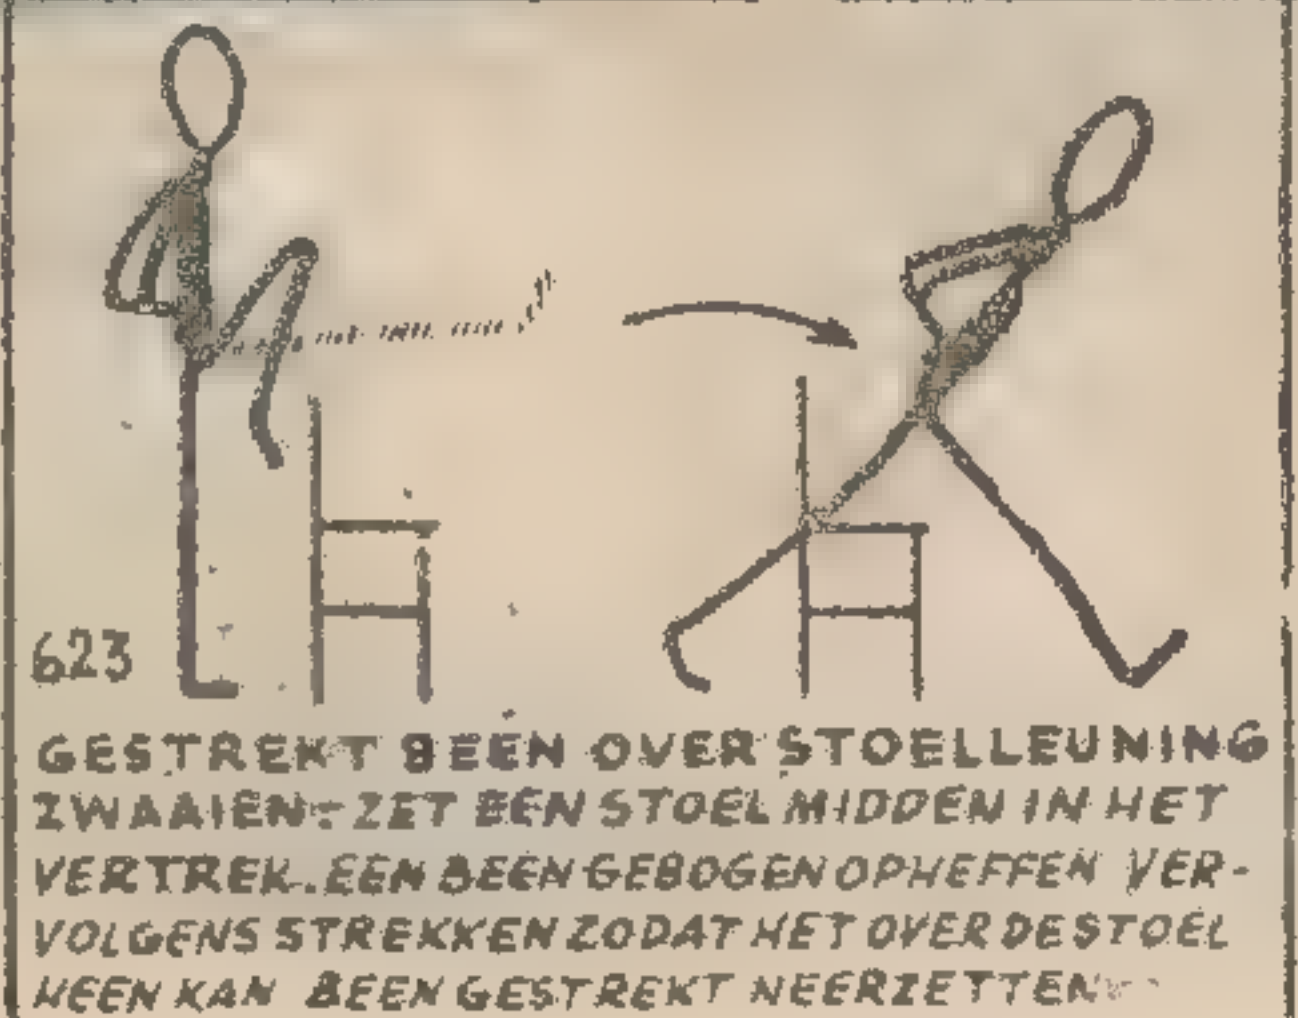 623
GESTREKT BEEN OVER STOELLEUNING
ZWAAIEN:- ZET EEN STOEL MIDDEN IN HET
VERTREK. EEN BEEN GEBOGEN OPHEFFEN VER-
VOLGENS STREKKEN ZODAT HET OVER DE STOEL
HEEN KAN BEEN GESTREKT NEERZETTEN